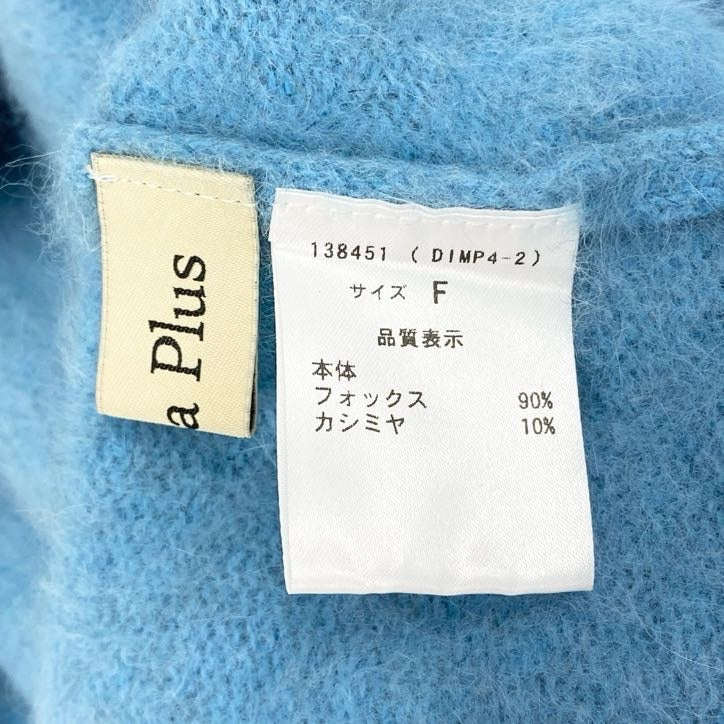 a Plus
138451 ( DIMP4-2 )
サイズ F
品質表示
本体
フォックス 90%
カシミヤ 10%